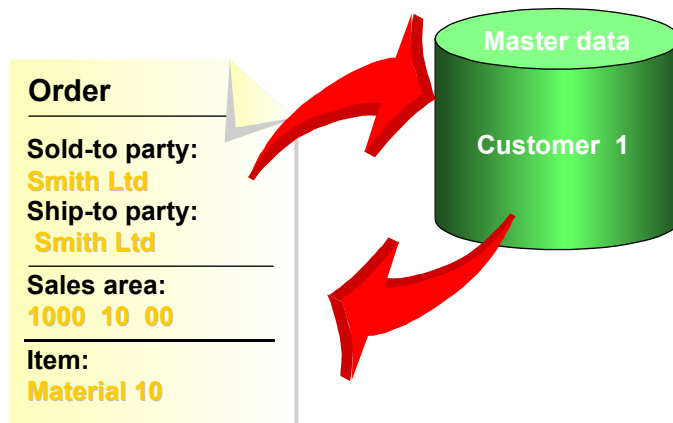 Order
Sold-to party:
Smith Ltd
Ship-to party:
Smith Ltd
Sales area:
1000 10 00
Item:
Material 10
Master data
Customer 1